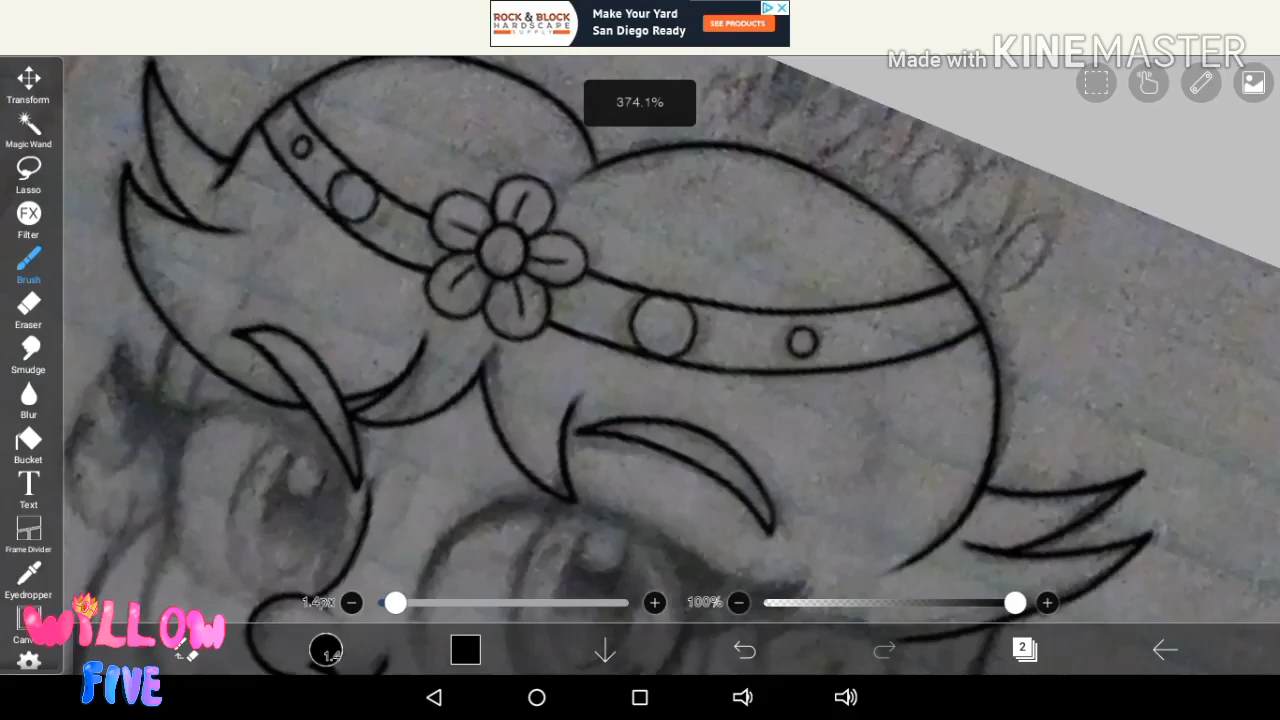 ROCK & BLOCK
HARDSCAPE
SUPPLY
Make Your Yard
San Diego Ready
SEE PRODUCTS
Made with KINEMASTER
374.1%
Transform
Magic Wand
Lasso
FX
Filter
Brush
Eraser
Smudge
Blur
Bucket
T
Text
Frame Divider
Eyedropper
1.4px
100%
1.4
2
WiLLOW
FiVE